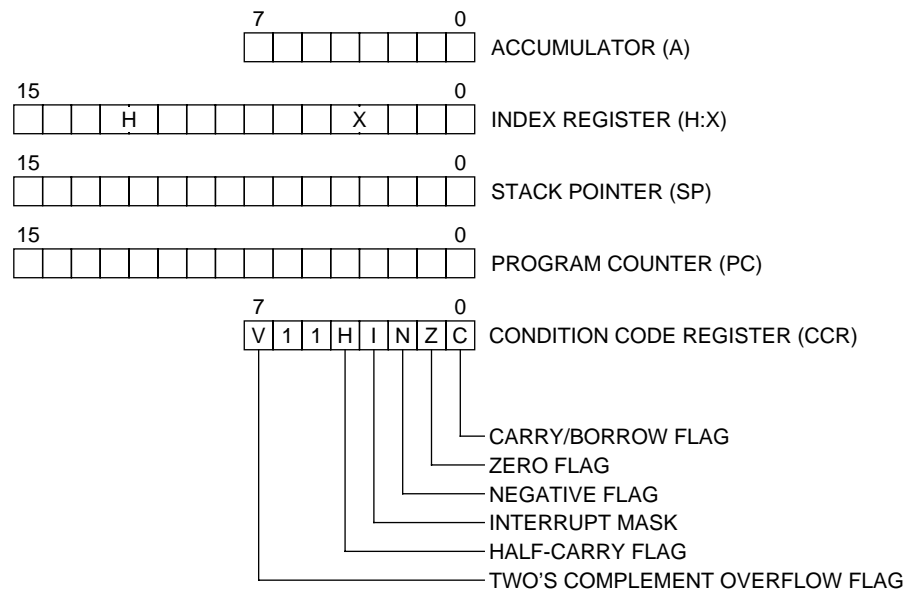 7 0
ACCUMULATOR (A)
15 0
H X INDEX REGISTER (H:X)
15 0
STACK POINTER (SP)
15 0
PROGRAM COUNTER (PC)
7 0
V 1 1 H I N Z C CONDITION CODE REGISTER (CCR)
CARRY/BORROW FLAG
ZERO FLAG
NEGATIVE FLAG
INTERRUPT MASK
HALF-CARRY FLAG
TWO'S COMPLEMENT OVERFLOW FLAG